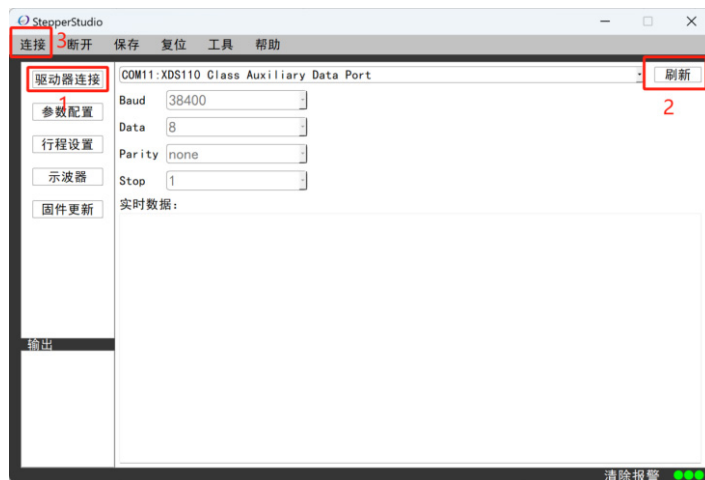 StepperStudio
连接 3 断开 保存 复位 工具 帮助
驱动器连接 COM11:XDS110 Class Auxiliary Data Port 刷新
1 2
参数配置 Baud 38400
Data 8
行程设置 Parity none
示波器 Stop 1
固件更新 实时数据:
输出
清除报警